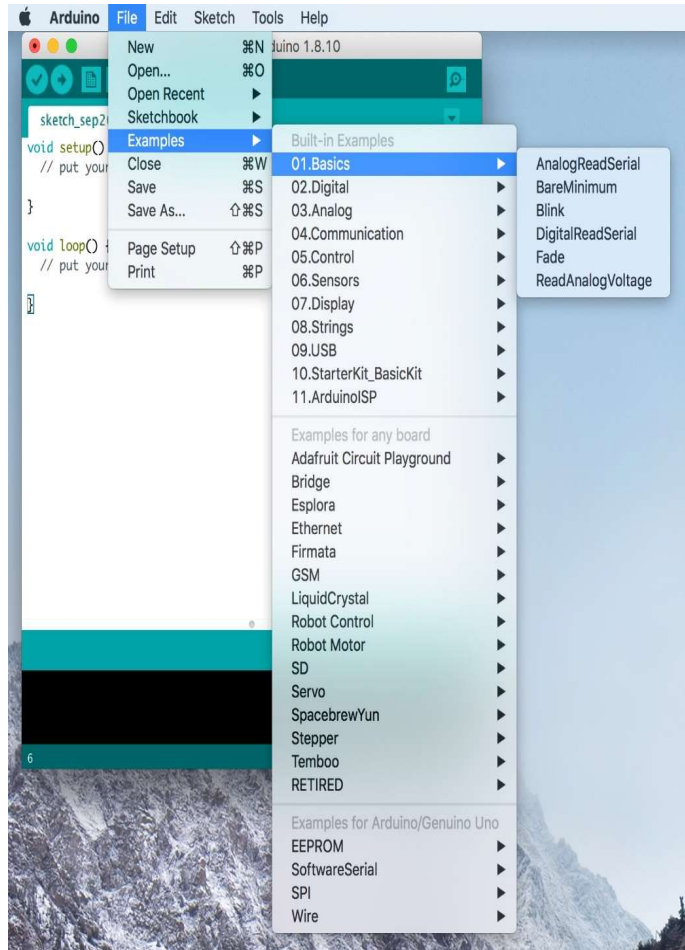 Arduino File Edit Sketch Tools Help
duino 1.8.10
New ⌘N
Open... ⌘O
Open Recent
Sketchbook
Examples
Close ⌘W
Save ⌘S
Save As... ⇧⌘S
Page Setup ⇧⌘P
Print ⌘P
sketch_sep2
void setup()
// put your
}
void loop() {
// put your
}
6
Built-in Examples
01.Basics
02.Digital
03.Analog
04.Communication
05.Control
06.Sensors
07.Display
08.Strings
09.USB
10.StarterKit_BasicKit
11.ArduinoISP
Examples for any board
Adafruit Circuit Playground
Bridge
Esplora
Ethernet
Firmata
GSM
LiquidCrystal
Robot Control
Robot Motor
SD
Servo
SpacebrewYun
Stepper
Temboo
RETIRED
Examples for Arduino/Genuino Uno
EEPROM
SoftwareSerial
SPI
Wire
AnalogReadSerial
BareMinimum
Blink
DigitalReadSerial
Fade
ReadAnalogVoltage